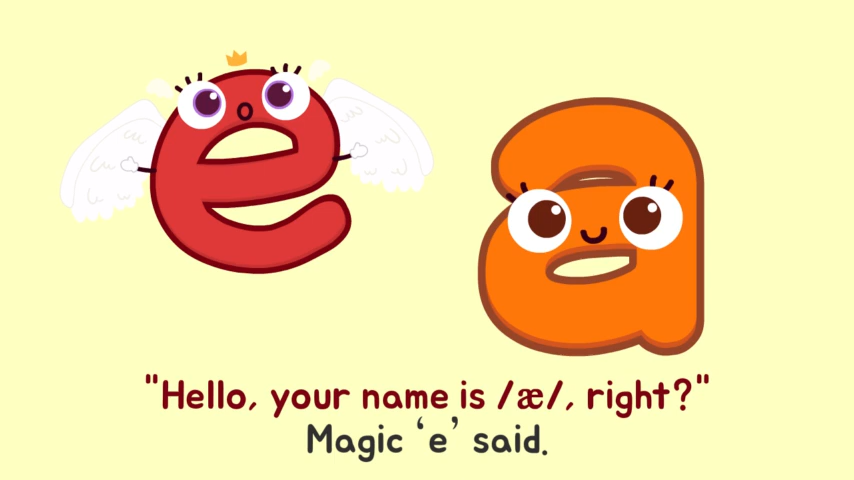 e
a
"Hello, your name is /æ/, right?"
Magic ‘e’ said.